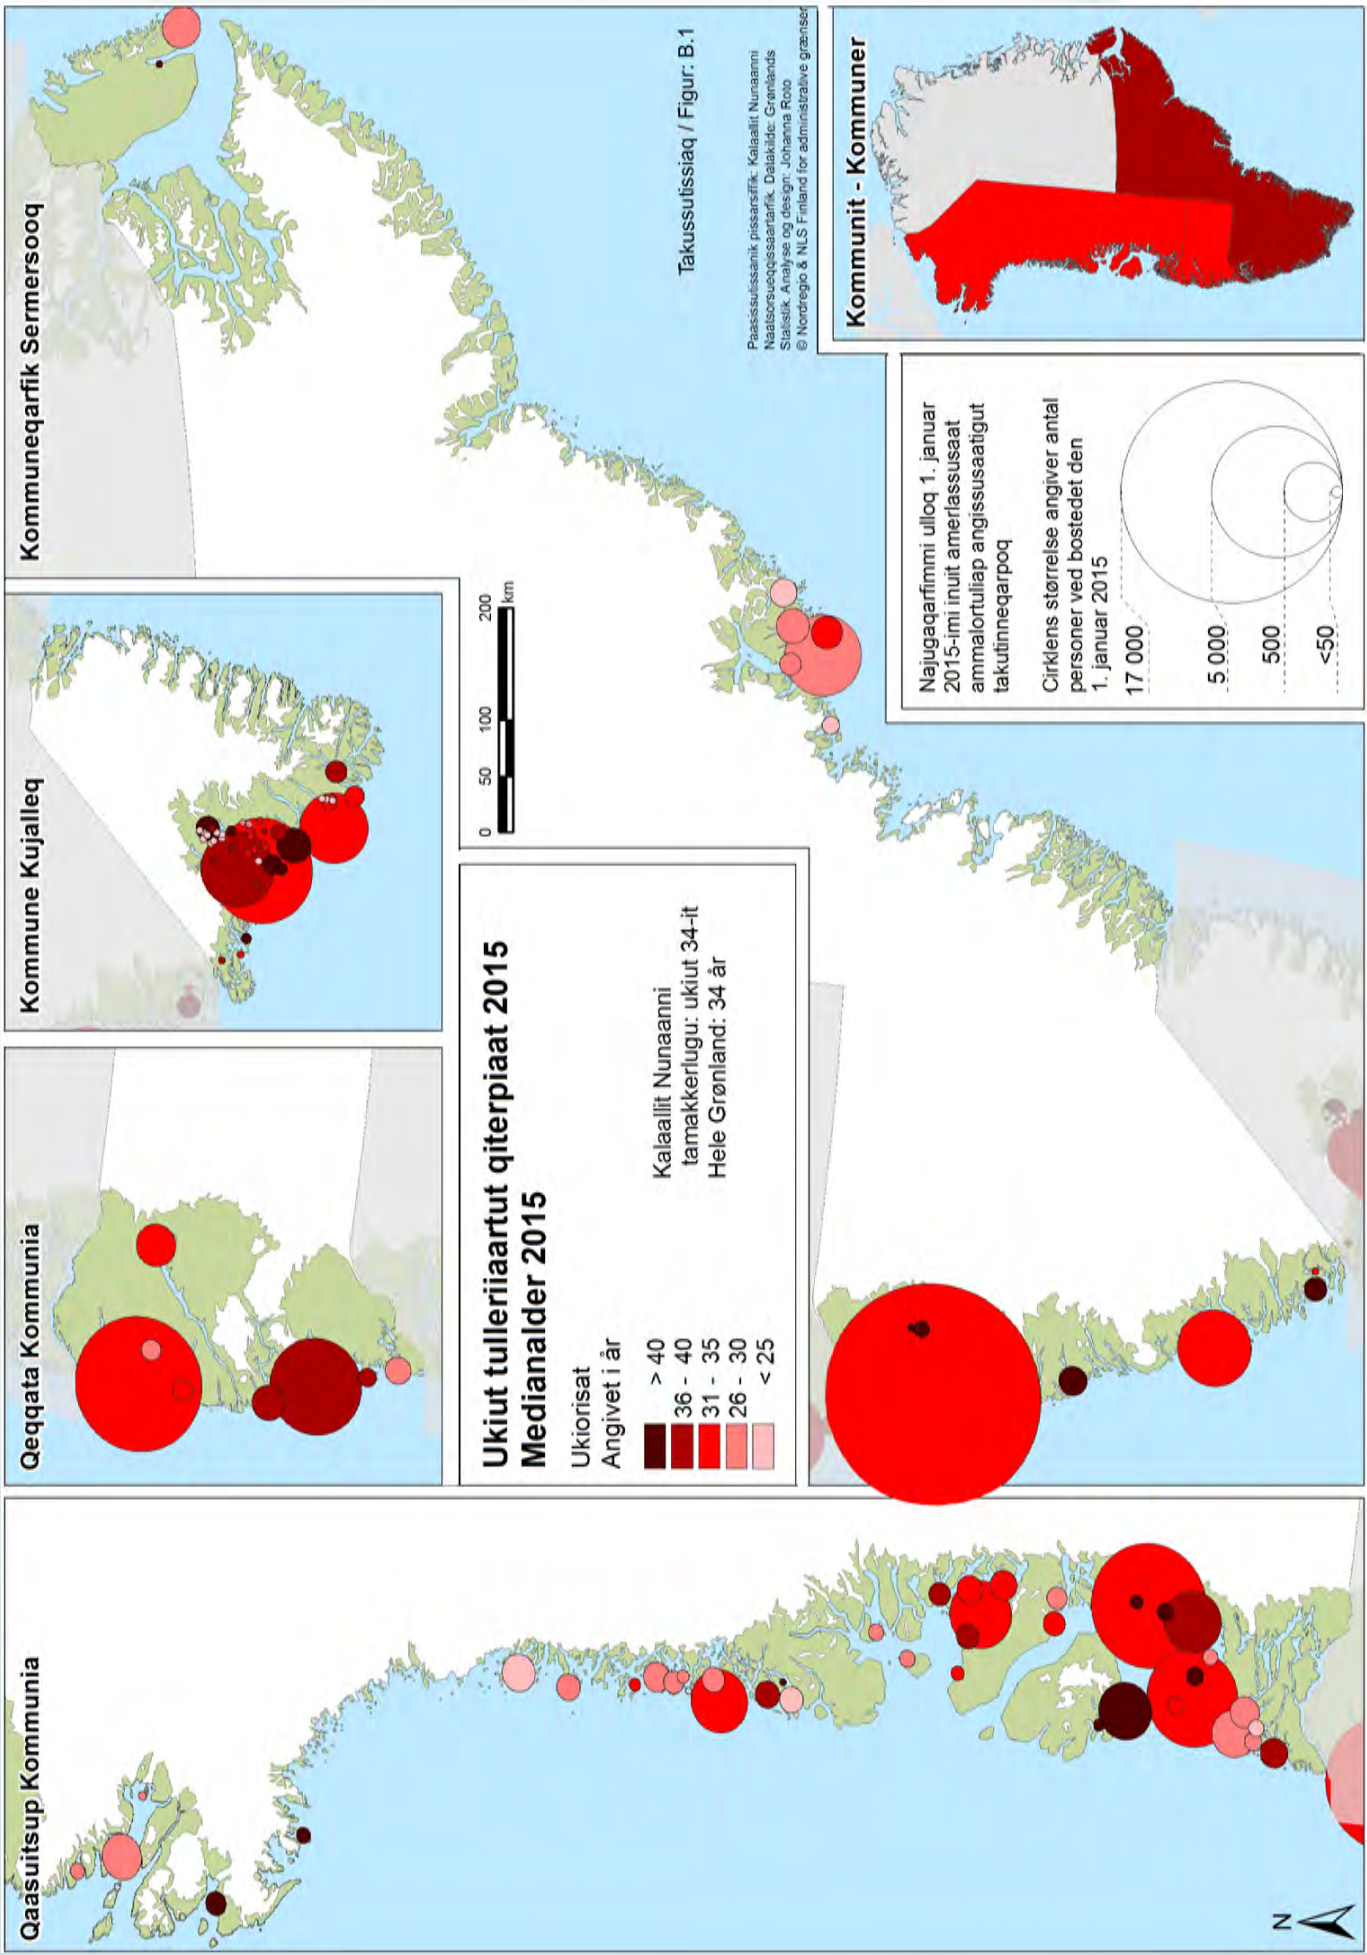 Qaasuitsup Kommunia
Qeqqata Kommunia
Kommune Kujalleq
Kommuneqarfik Sermersooq
Ukiut tulleriiaartut qiterpiaat 2015
Medianalder 2015
Ukiorisat
Angivet i år
> 40
36 - 40
31 - 35
26 - 30
< 25
Kalaallit Nunaanni
tamakkerlugu: ukiut 34-it
Hele Grønland: 34 år
0 50 100 200
km
Takussutissiaq / Figur: B.1
Paasissutissanik pissarsiffik: Kalaallit Nunaanni
Naatsorsueqqissaartarfik. Datakilde: Grønlands
Statistik. Analyse og design: Johanna Roto
© Nordregio & NLS Finland for administrative grænser
Najugaqarfimmi ulloq 1. januar
2015-imi inuit amerlassusaat
ammalortuliap angissusaatigut
takutinneqarpoq
Cirklens størrelse angiver antal
personer ved bostedet den
1. januar 2015
17 000
5 000
500
<50
Kommunit - Kommuner
N